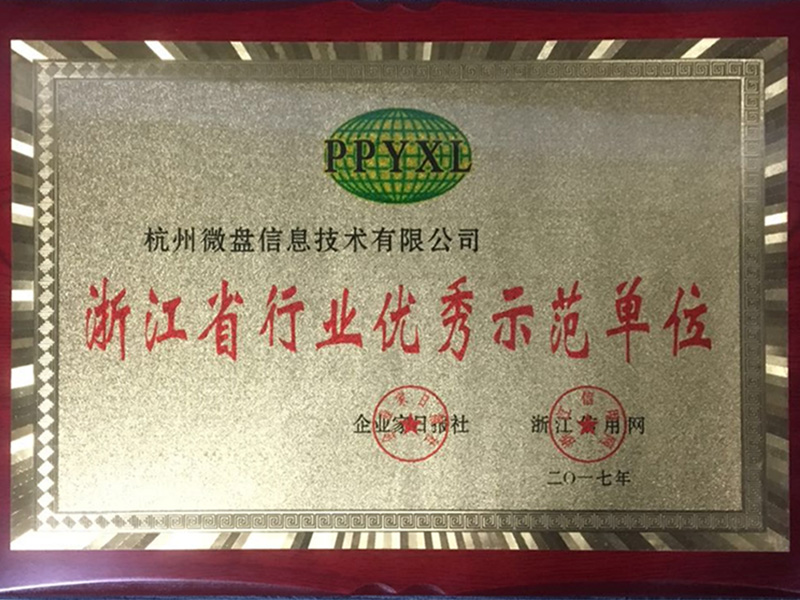 PPYXL
杭州微盘信息技术有限公司
浙江省行业优秀示范单位
企业家日报社 浙江信用网
二〇一七年